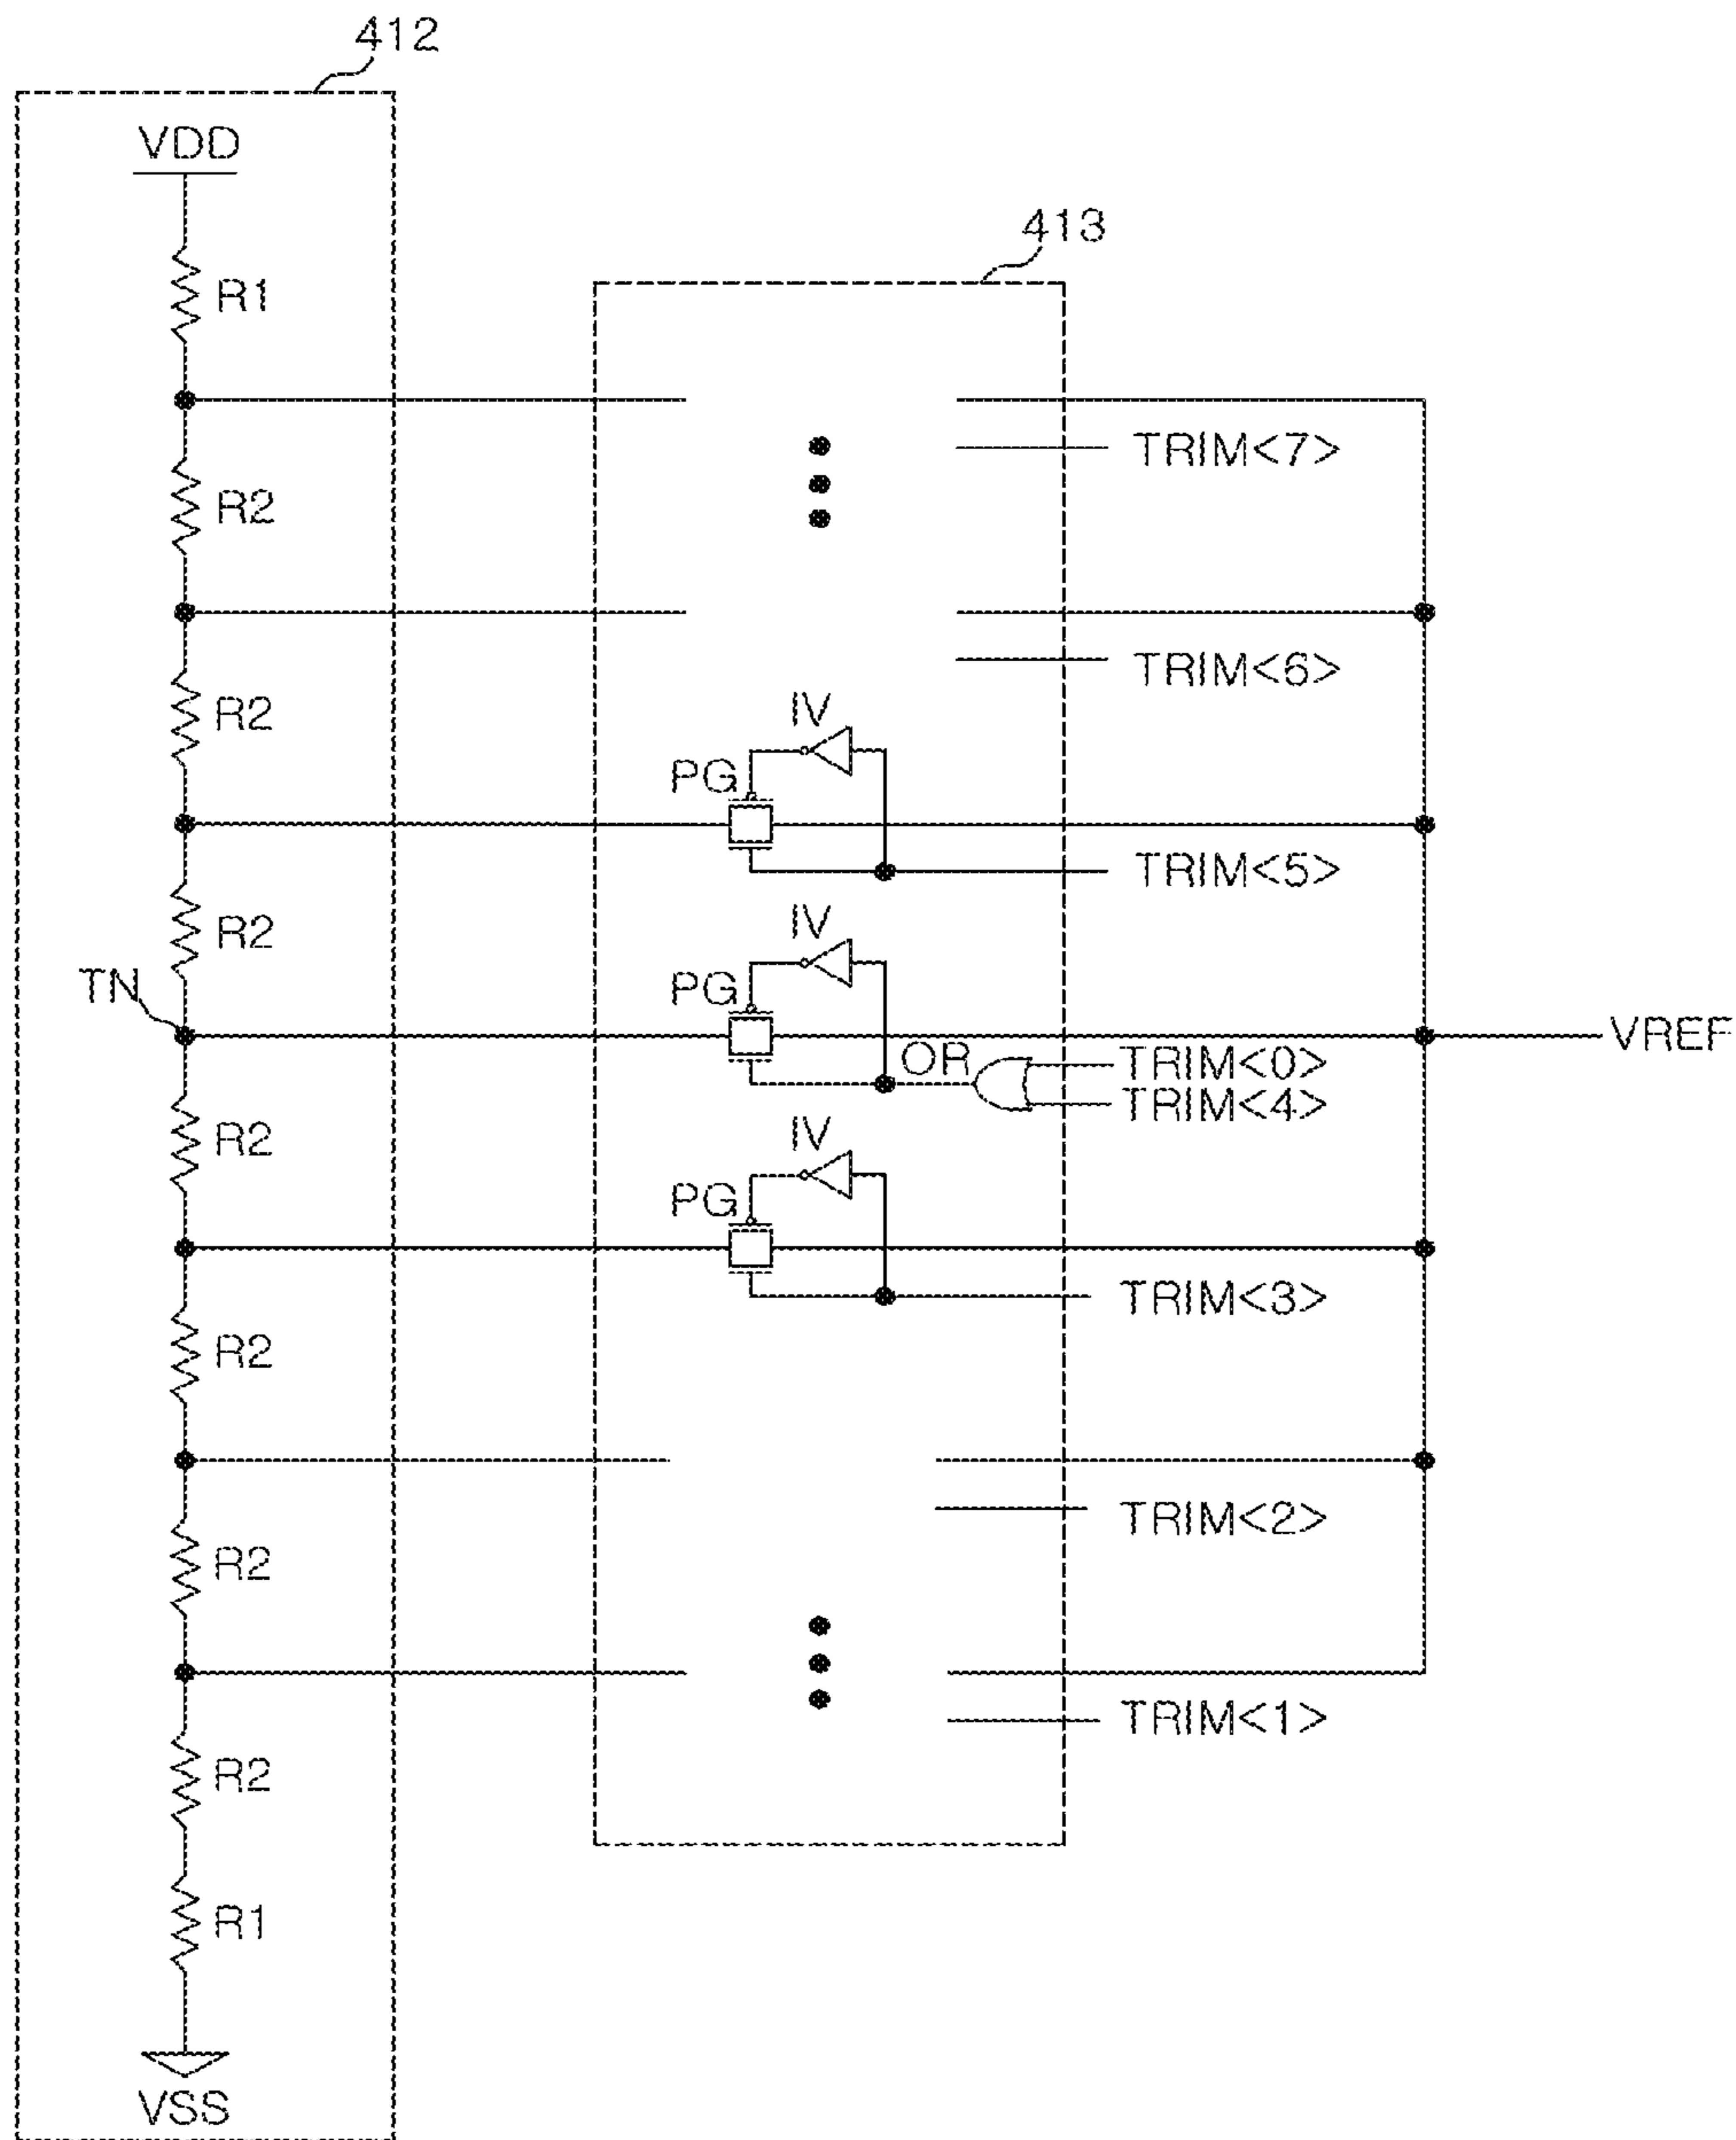 412
VDD
413
R1
TRIM<7>
R2
TRIM<6>
R2
IV
PG
TRIM<5>
R2
IV
TN
PG
VREF
OR
TRIM<0>
TRIM<4>
R2
IV
PG
TRIM<3>
R2
TRIM<2>
R2
TRIM<1>
R2
R1
VSS